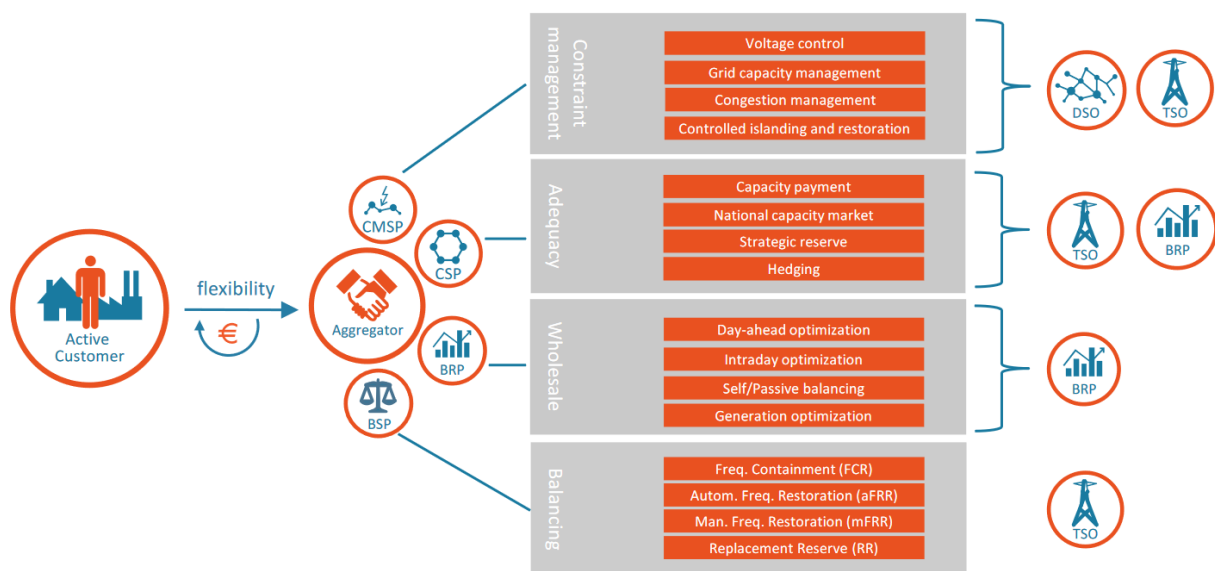 Active
Customer
flexibility
€
Aggregator
CMSP
CSP
BRP
BSP
Constraint
management
Voltage control
Grid capacity management
Congestion management
Controlled islanding and restoration
DSO
TSO
Adequacy
Capacity payment
National capacity market
Strategic reserve
Hedging
TSO
BRP
Wholesale
Day-ahead optimization
Intraday optimization
Self/Passive balancing
Generation optimization
BRP
Balancing
Freq. Containment (FCR)
Autom. Freq. Restoration (aFRR)
Man. Freq. Restoration (mFRR)
Replacement Reserve (RR)
TSO